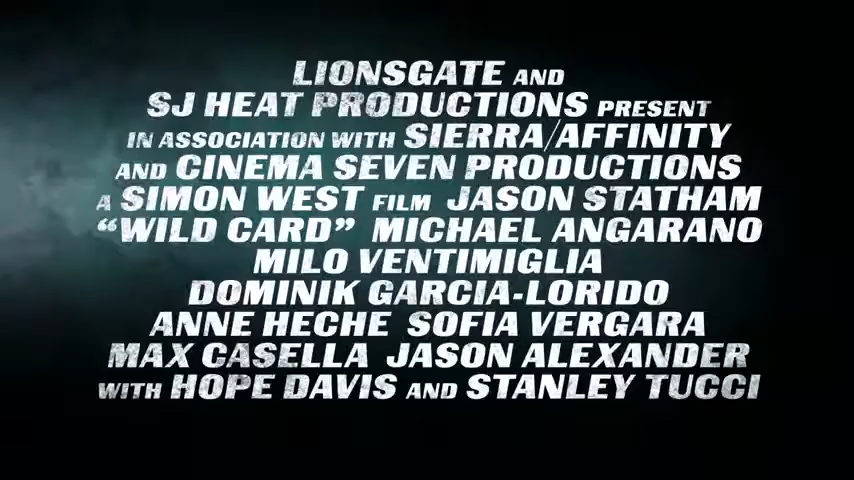 LIONSGATE AND
SJ HEAT PRODUCTIONS PRESENT
IN ASSOCIATION WITH SIERRA/AFFINITY
AND CINEMA SEVEN PRODUCTIONS
A SIMON WEST FILM JASON STATHAM
“WILD CARD” MICHAEL ANGARANO
MILO VENTIMIGLIA
DOMINIK GARCIA-LORIDO
ANNE HECHE SOFIA VERGARA
MAX CASELLA JASON ALEXANDER
WITH HOPE DAVIS AND STANLEY TUCCI